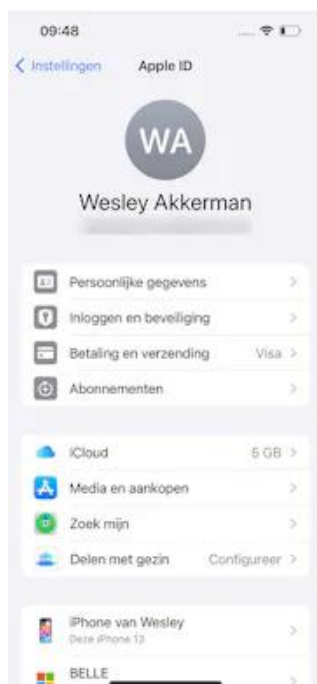 09:48
Instellingen Apple ID
WA
Wesley Akkerman
Persoonlijke gegevens
Inloggen en beveiliging
Betaling en verzending Visa
Abonnementen
iCloud 5 GB
Media en aankopen
Zoek mijn
Delen met gezin Configureer
iPhone van Wesley
Deze iPhone 13
BELLE